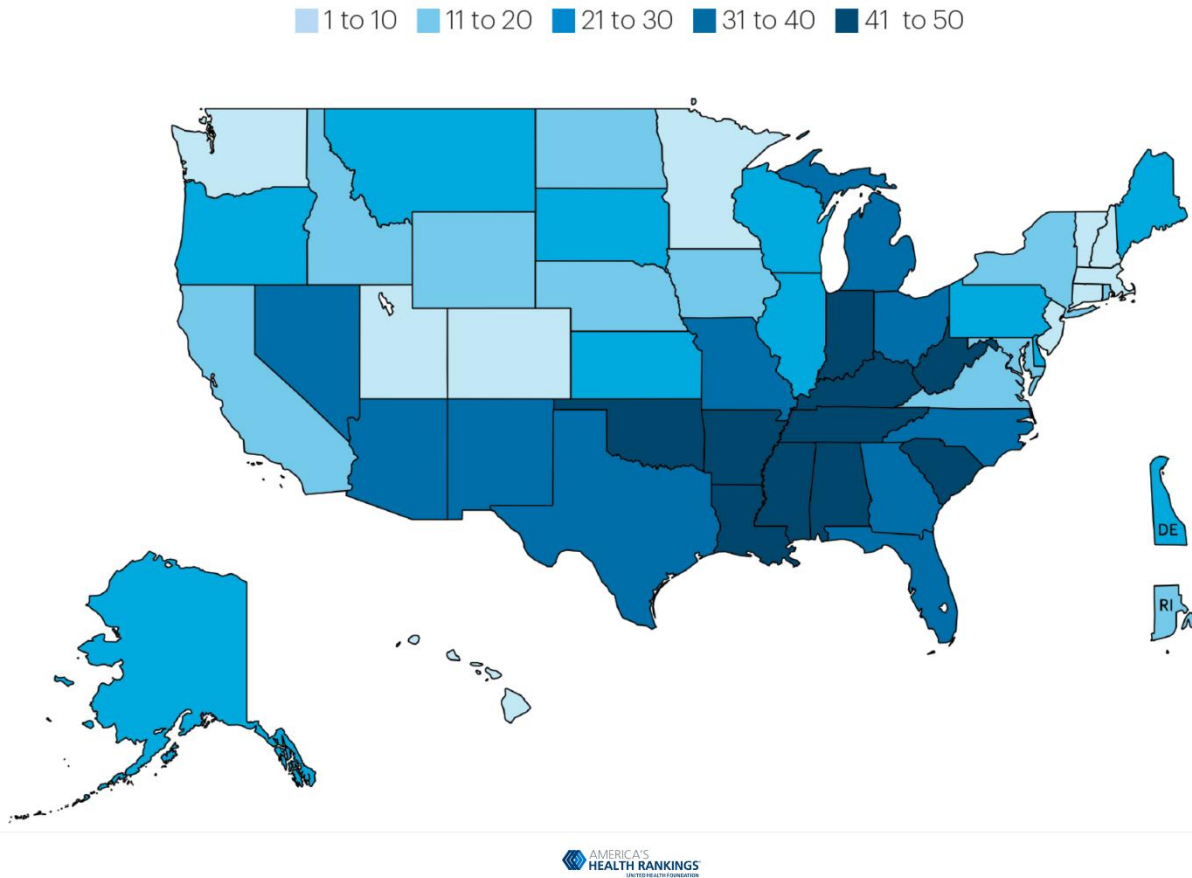 1 to 10 11 to 20 21 to 30 31 to 40 41 to 50
D
DE
RI
AMERICA'S
HEALTH RANKINGS
UNITED HEALTH FOUNDATION